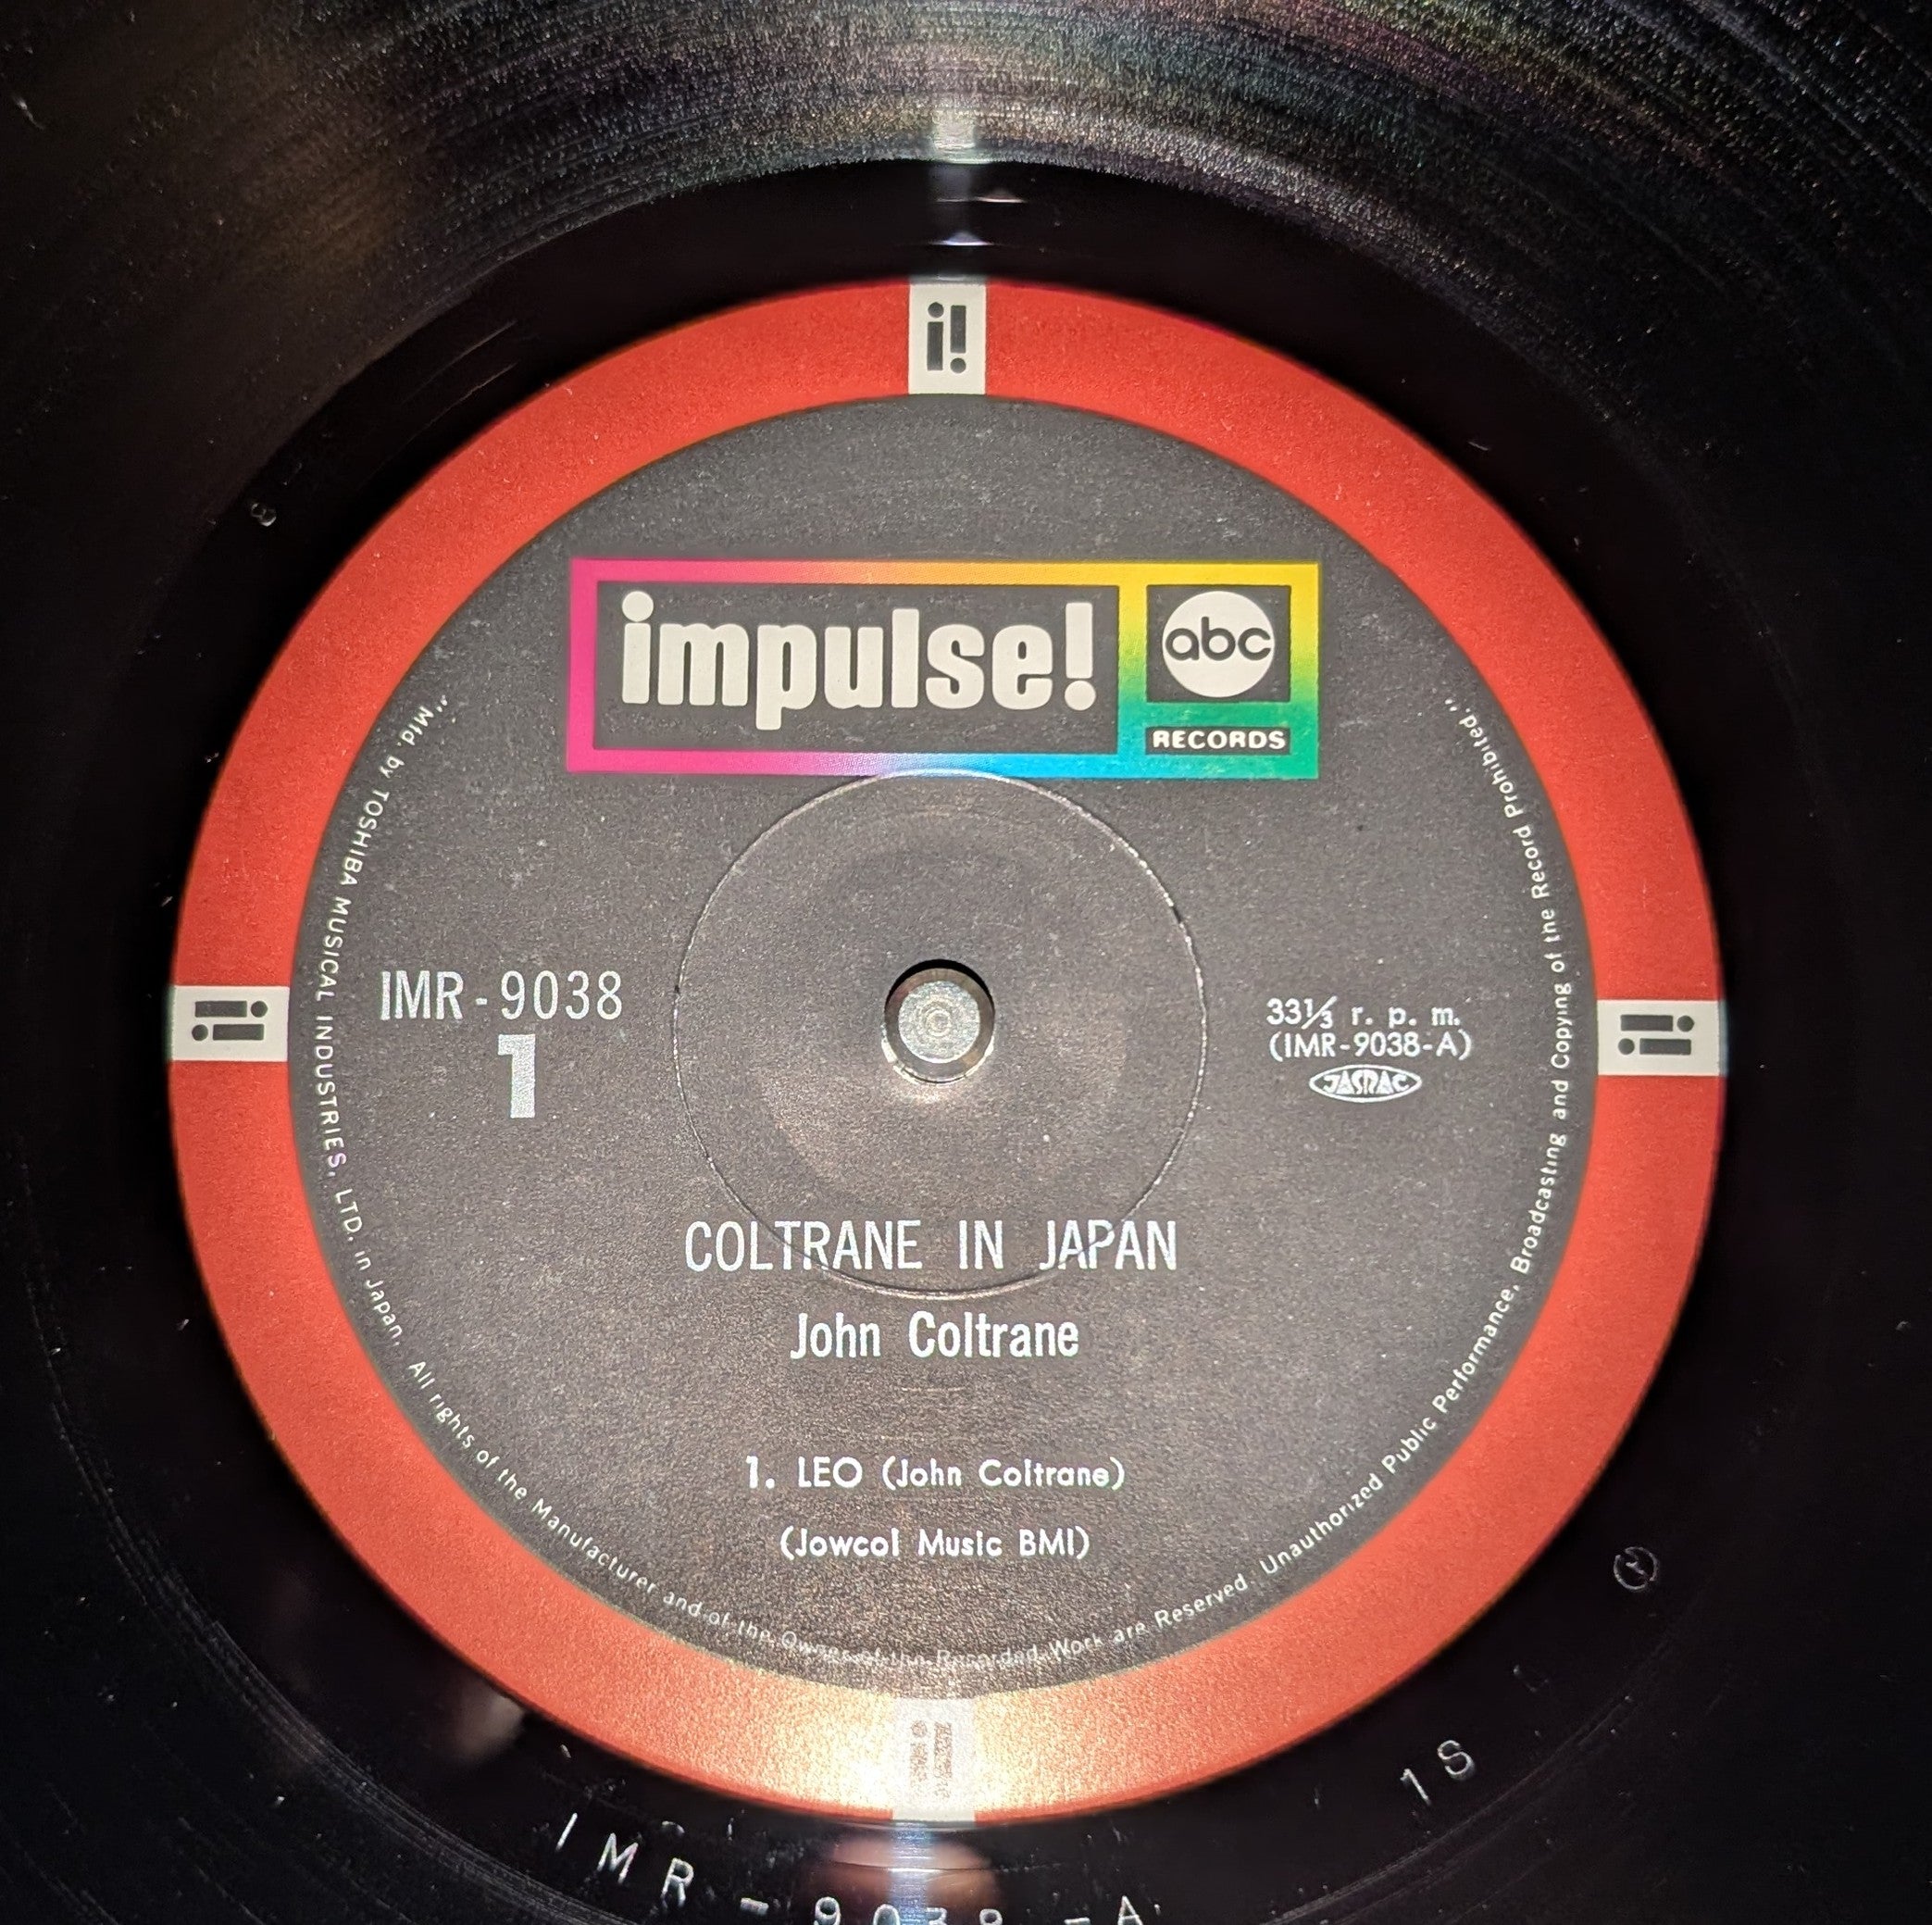 i!
impulse!
abc
RECORDS
IMR-9038
1
33⅓ r. p. m.
(IMR-9038-A)
JASRAC
COLTRANE IN JAPAN
John Coltrane
1. LEO (John Coltrane)
(Jowcol Music BMI)
"Mfd. by TOSHIBA MUSICAL INDUSTRIES, LTD. in Japan. All rights of the Manufacturer and of the Owner of the Recorded Work are Reserved. Unauthorized Public Performance, Broadcasting and Copying of the Record Prohibited."
i!
i!
i!
IMR-9038-A
1S